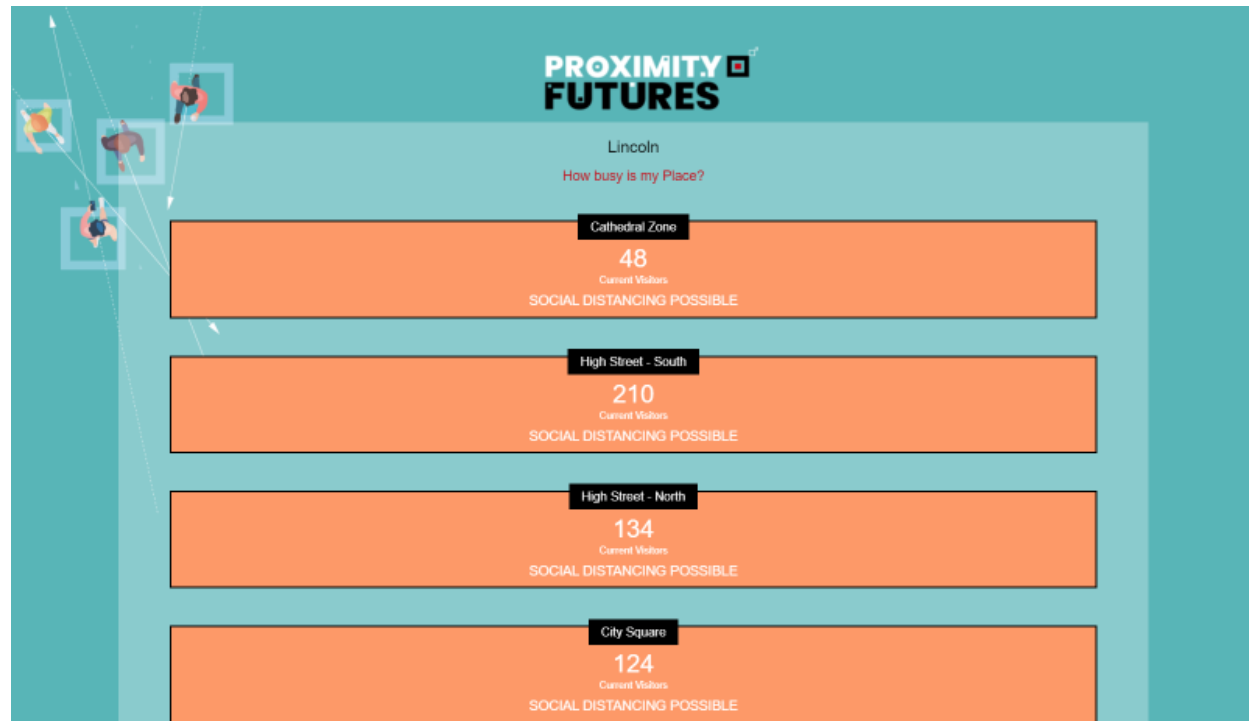 PROXIMITY
FUTURES
Lincoln
How busy is my Place?
Cathedral Zone
48
Current Visitors
SOCIAL DISTANCING POSSIBLE
High Street - South
210
Current Visitors
SOCIAL DISTANCING POSSIBLE
High Street - North
134
Current Visitors
SOCIAL DISTANCING POSSIBLE
City Square
124
Current Visitors
SOCIAL DISTANCING POSSIBLE